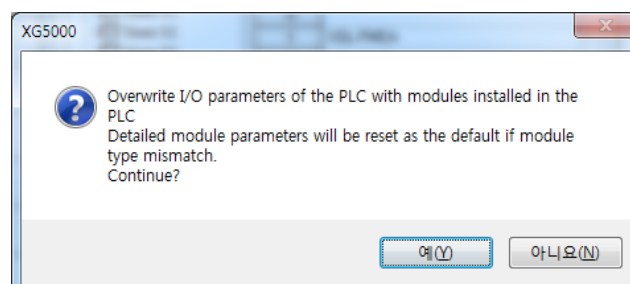 XG5000
Overwrite I/O parameters of the PLC with modules installed in the
PLC
Detailed module parameters will be reset as the default if module
type mismatch.
Continue?
예(Y)
아니요(N)